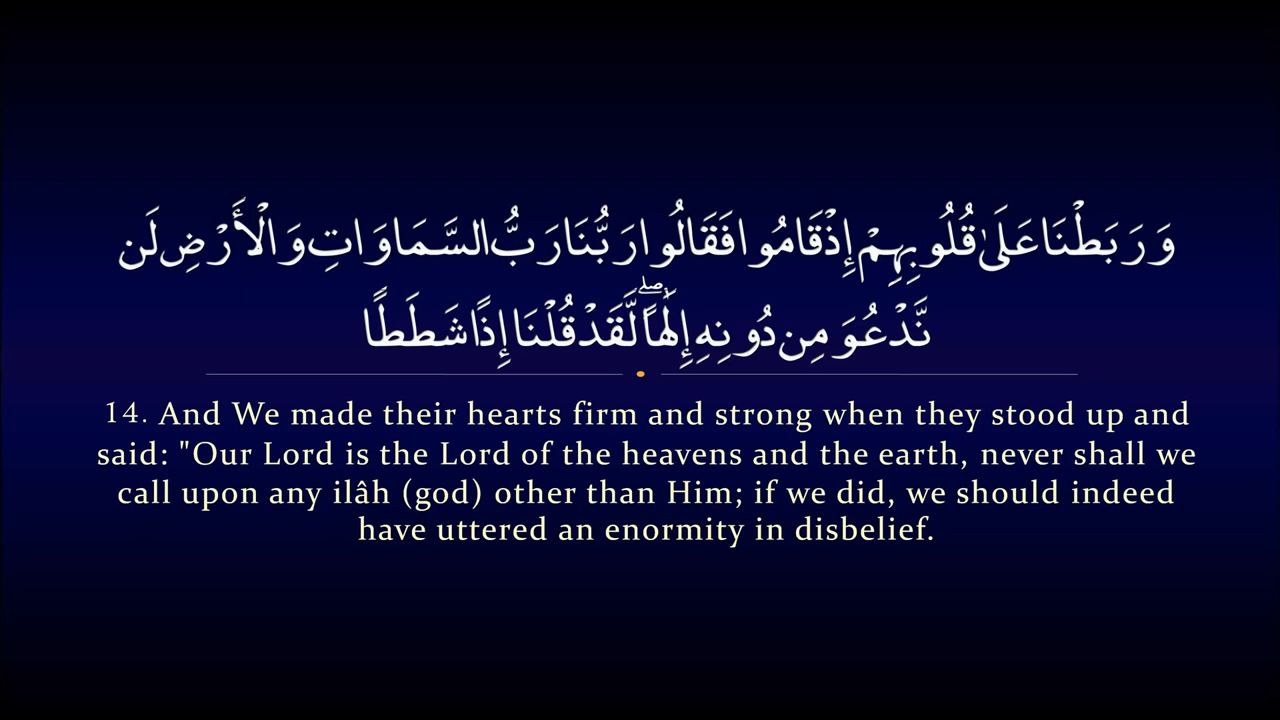 وَرَبَطْنَا عَلَىٰ قُلُوبِهِمْ إِذْ قَامُوا فَقَالُوا رَبُّنَا رَبُّ السَّمَاوَاتِ وَالْأَرْضِ لَن
نَّدْعُوَ مِن دُونِهِ إِلَٰهًا ۖ لَّقَدْ قُلْنَا إِذًا شَطَطًا
14. And We made their hearts firm and strong when they stood up and
said: "Our Lord is the Lord of the heavens and the earth, never shall we
call upon any ilâh (god) other than Him; if we did, we should indeed
have uttered an enormity in disbelief.